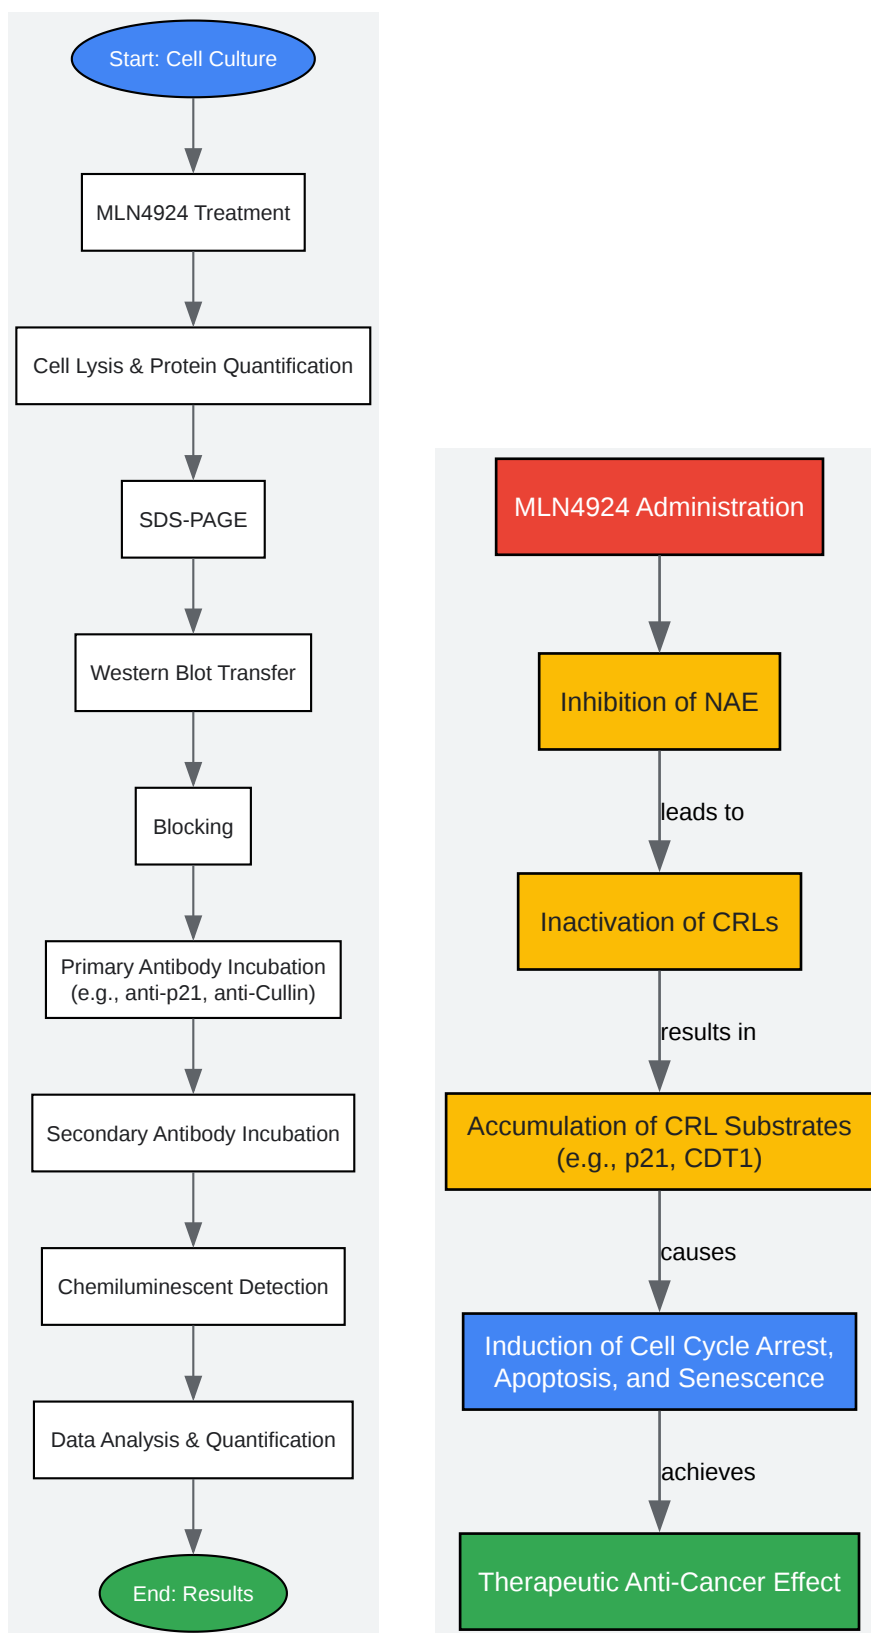 Start: Cell Culture
MLN4924 Treatment
Cell Lysis & Protein Quantification
SDS-PAGE
Western Blot Transfer
Blocking
Primary Antibody Incubation
(e.g., anti-p21, anti-Cullin)
Secondary Antibody Incubation
Chemiluminescent Detection
Data Analysis & Quantification
End: Results
MLN4924 Administration
Inhibition of NAE
leads to
Inactivation of CRLs
results in
Accumulation of CRL Substrates
(e.g., p21, CDT1)
causes
Induction of Cell Cycle Arrest,
Apoptosis, and Senescence
achieves
Therapeutic Anti-Cancer Effect